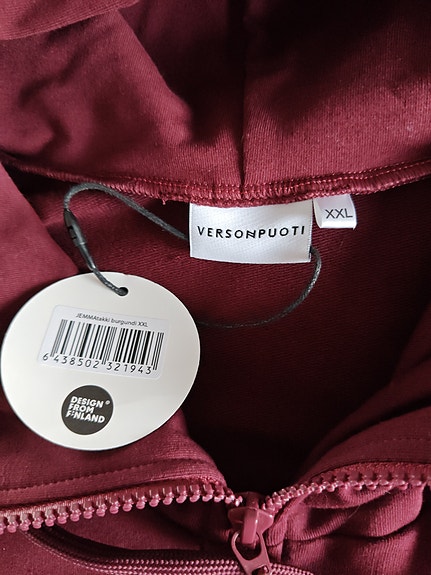 VERSONPUOTI
XXL
JEMMAtakki burgundi XXL
6 438502 321943
DESIGN®
FROM
FINLAND